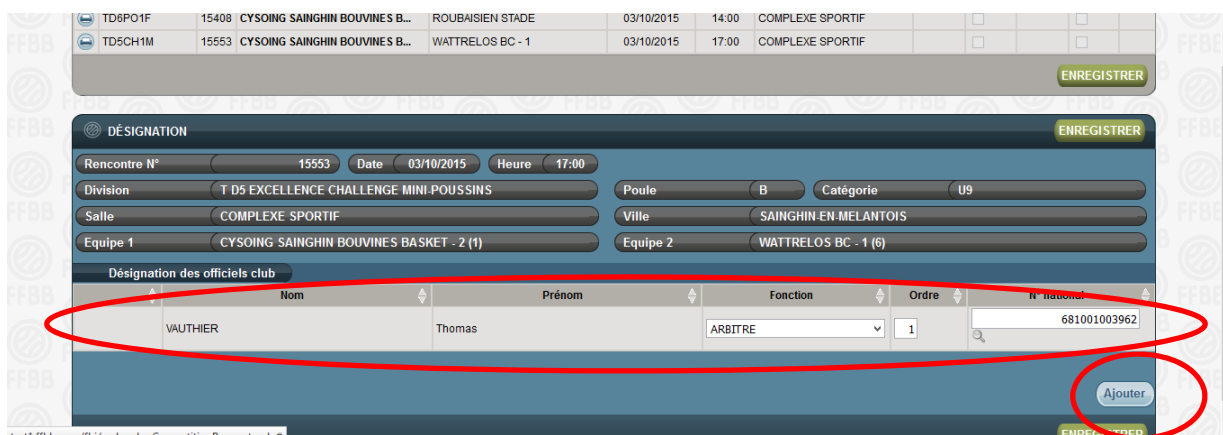 TD6PO1F 15408 CYSOING SAINGHIN BOUVINES B... ROUBAISIEN STADE 03/10/2015 14:00 COMPLEXE SPORTIF
TD5CH1M 15553 CYSOING SAINGHIN BOUVINES B... WATTRELOS BC - 1 03/10/2015 17:00 COMPLEXE SPORTIF
ENREGISTRER
DÉSIGNATION ENREGISTRER
Rencontre N° 15553 Date 03/10/2015 Heure 17:00
Division T D5 EXCELLENCE CHALLENGE MINI-POUSSINS Poule B Catégorie U9
Salle COMPLEXE SPORTIF Ville SAINGHIN-EN-MELANTOIS
Equipe 1 CYSOING SAINGHIN BOUVINES BASKET - 2 (1) Equipe 2 WATTRELOS BC - 1 (6)
Désignation des officiels club
Nom Prénom Fonction Ordre N° national
VAUTHIER Thomas ARBITRE 1 681001003962
Ajouter
ENREGISTRER